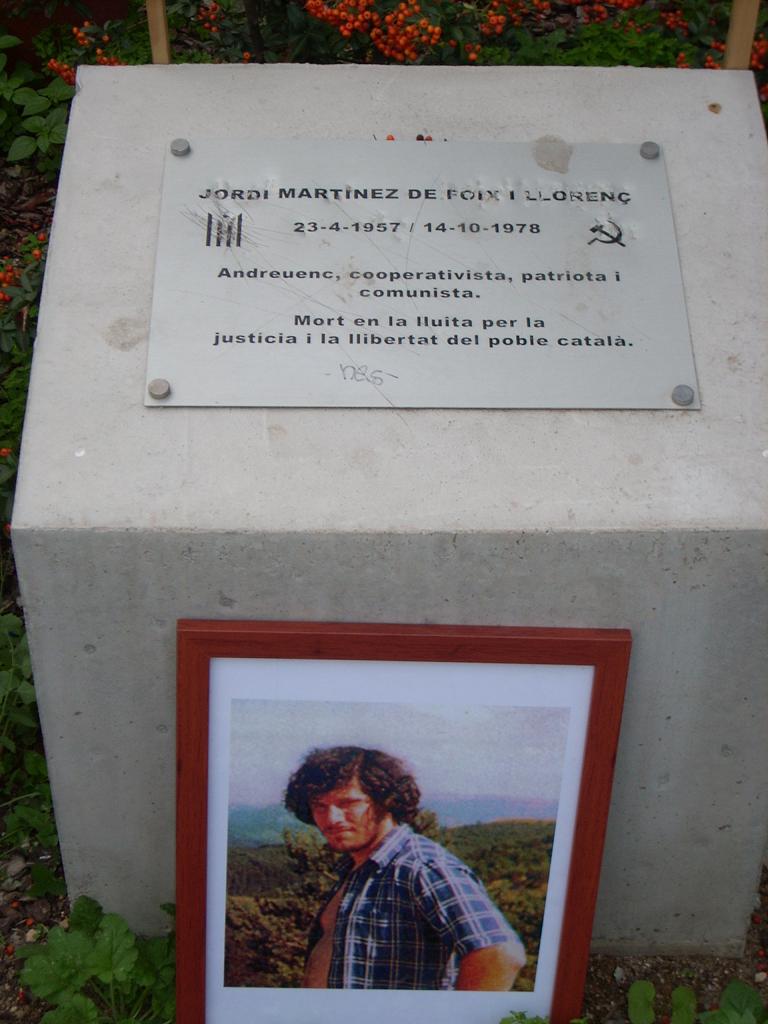 JORDI MARTINEZ DE FOIX I LLORENÇ
23-4-1957 / 14-10-1978
Andreuenc, cooperativista, patriota i
comunista.
Mort en la lluita per la
justícia i la llibertat del poble català.